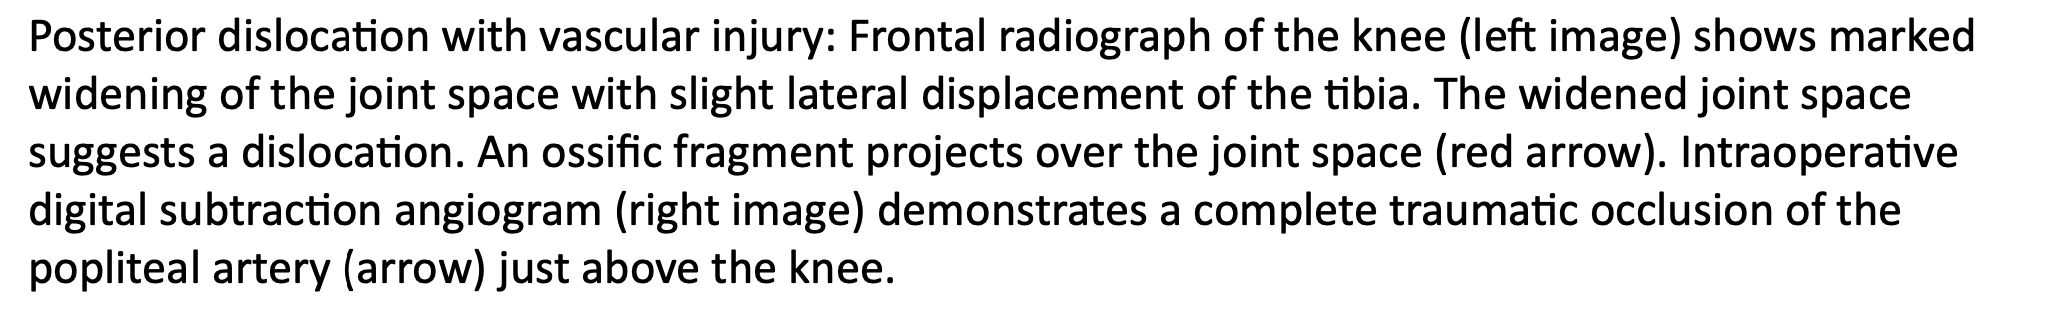 Posterior dislocation with vascular injury: Frontal radiograph of the knee (left image) shows marked
widening of the joint space with slight lateral displacement of the tibia. The widened joint space
suggests a dislocation. An ossific fragment projects over the joint space (red arrow). Intraoperative
digital subtraction angiogram (right image) demonstrates a complete traumatic occlusion of the
popliteal artery (arrow) just above the knee.